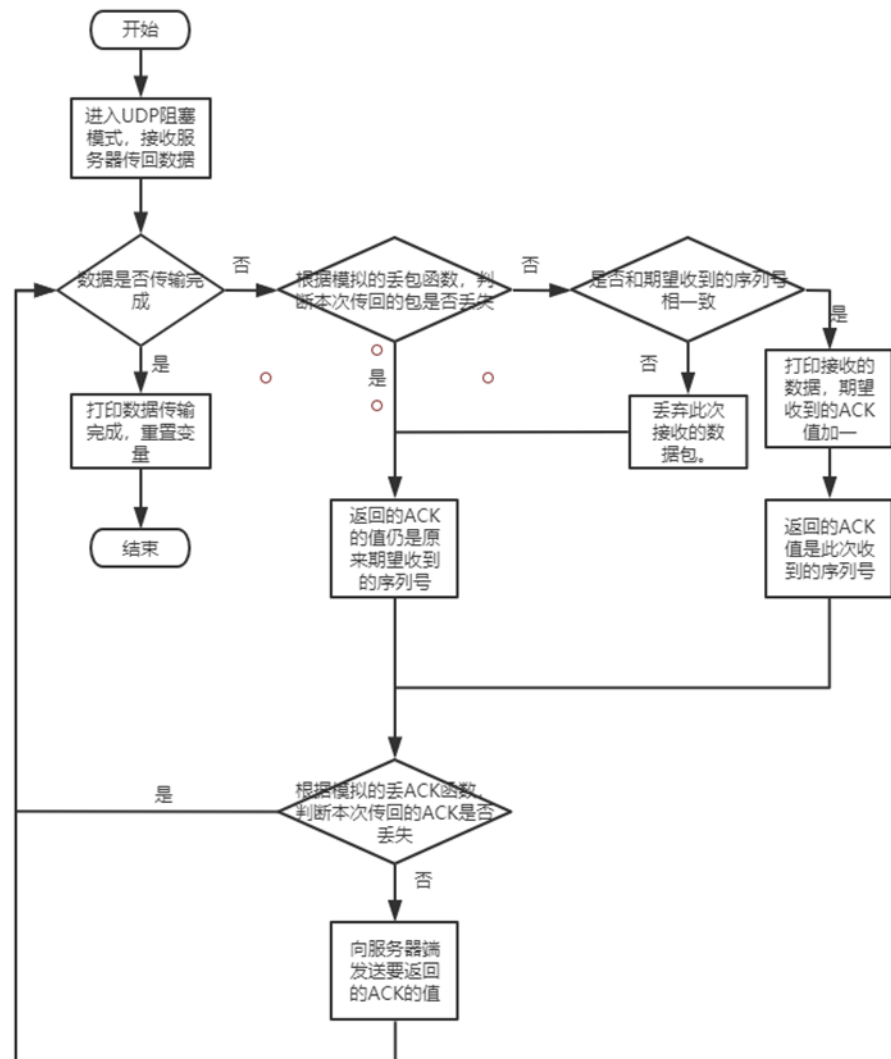 开始
进入UDP阻塞
模式，接收服
务器传回数据
数据是否传输完
成
否
根据模拟的丢包函数，判
断本次传回的包是否丢失
否
是否和期望收到的序列号
相一致
是
是
打印数据传输
完成，重置变
量
结束
是
否
丢弃此次
接收的数
据包。
打印接收的
数据，期望
收到的ACK
值加一
返回的ACK
的值仍是原
来期望收到
的序列号
返回的ACK
值是此次收
到的序列号
根据模拟的丢ACK函数，
判断本次传回的ACK是否
丢失
是
否
向服务器端
发送要返回
的ACK的值